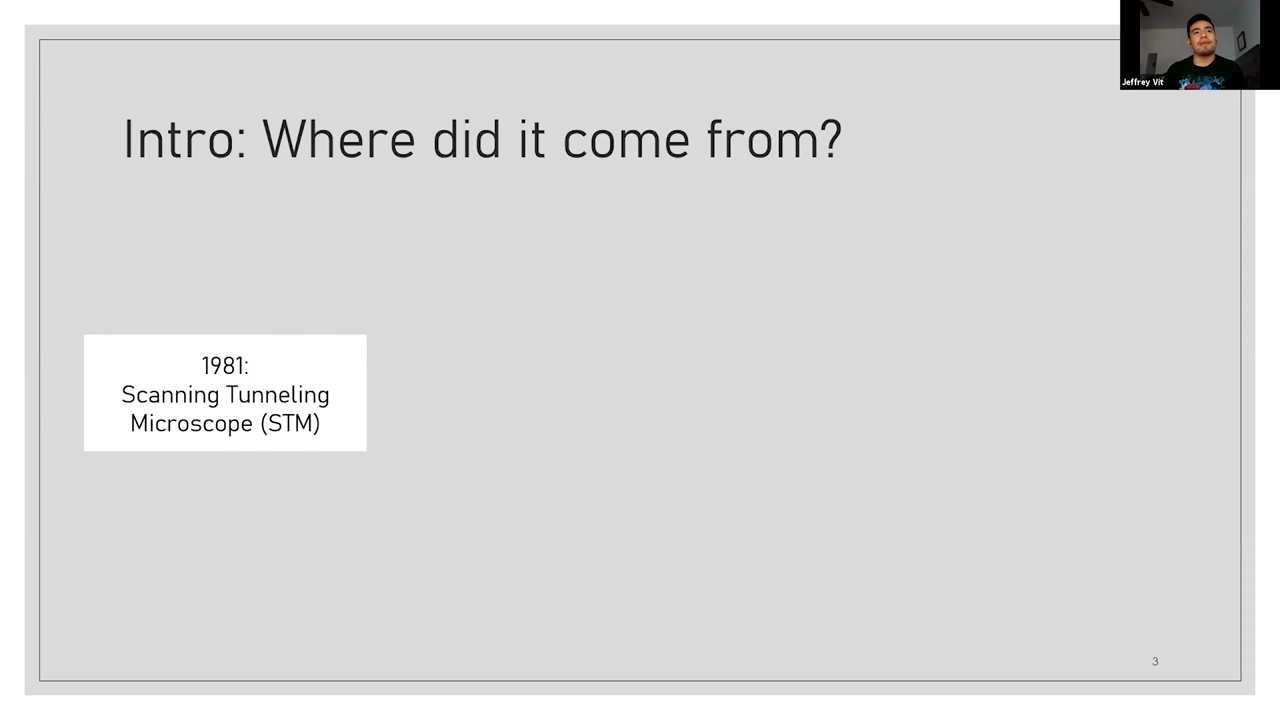 Jeffrey Vit
Intro: Where did it come from?
1981:
Scanning Tunneling
Microscope (STM)
3